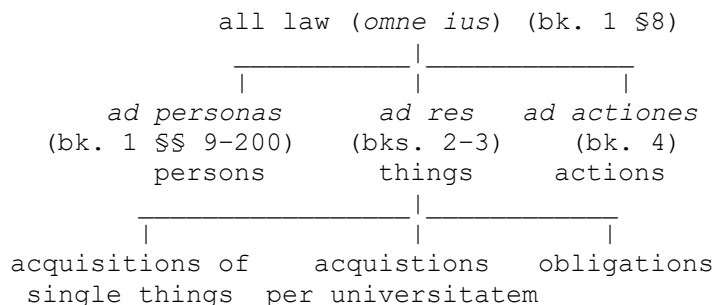 all law (omne ius) (bk. 1 §8)
ad personas ad res ad actiones
(bk. 1 §§ 9–200) (bks. 2–3) (bk. 4)
persons things actions
acquisitions of acquistions obligations
single things per universitatem